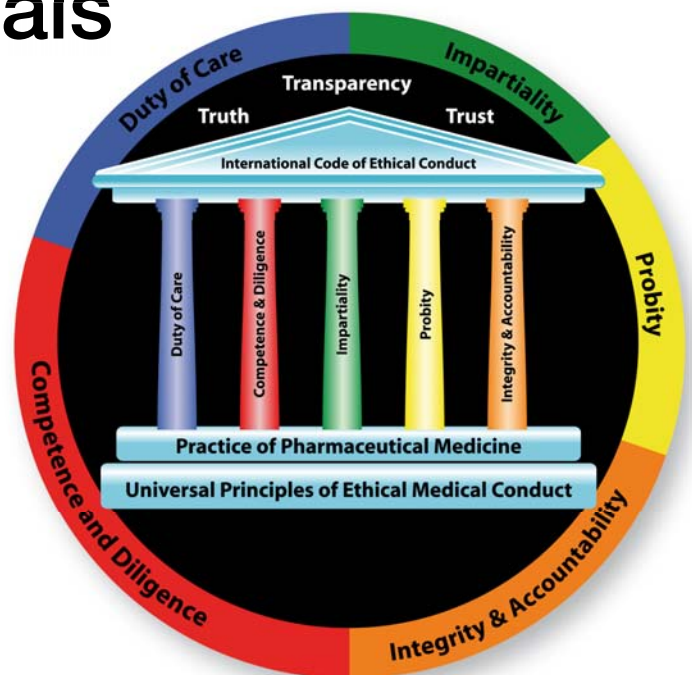 als
Duty of Care
Impartiality
Transparency
Truth
Trust
International Code of Ethical Conduct
Probity
Duty of Care
Competence & Diligence
Impartiality
Probity
Integrity & Accountability
Practice of Pharmaceutical Medicine
Universal Principles of Ethical Medical Conduct
Competence and Diligence
Integrity & Accountability